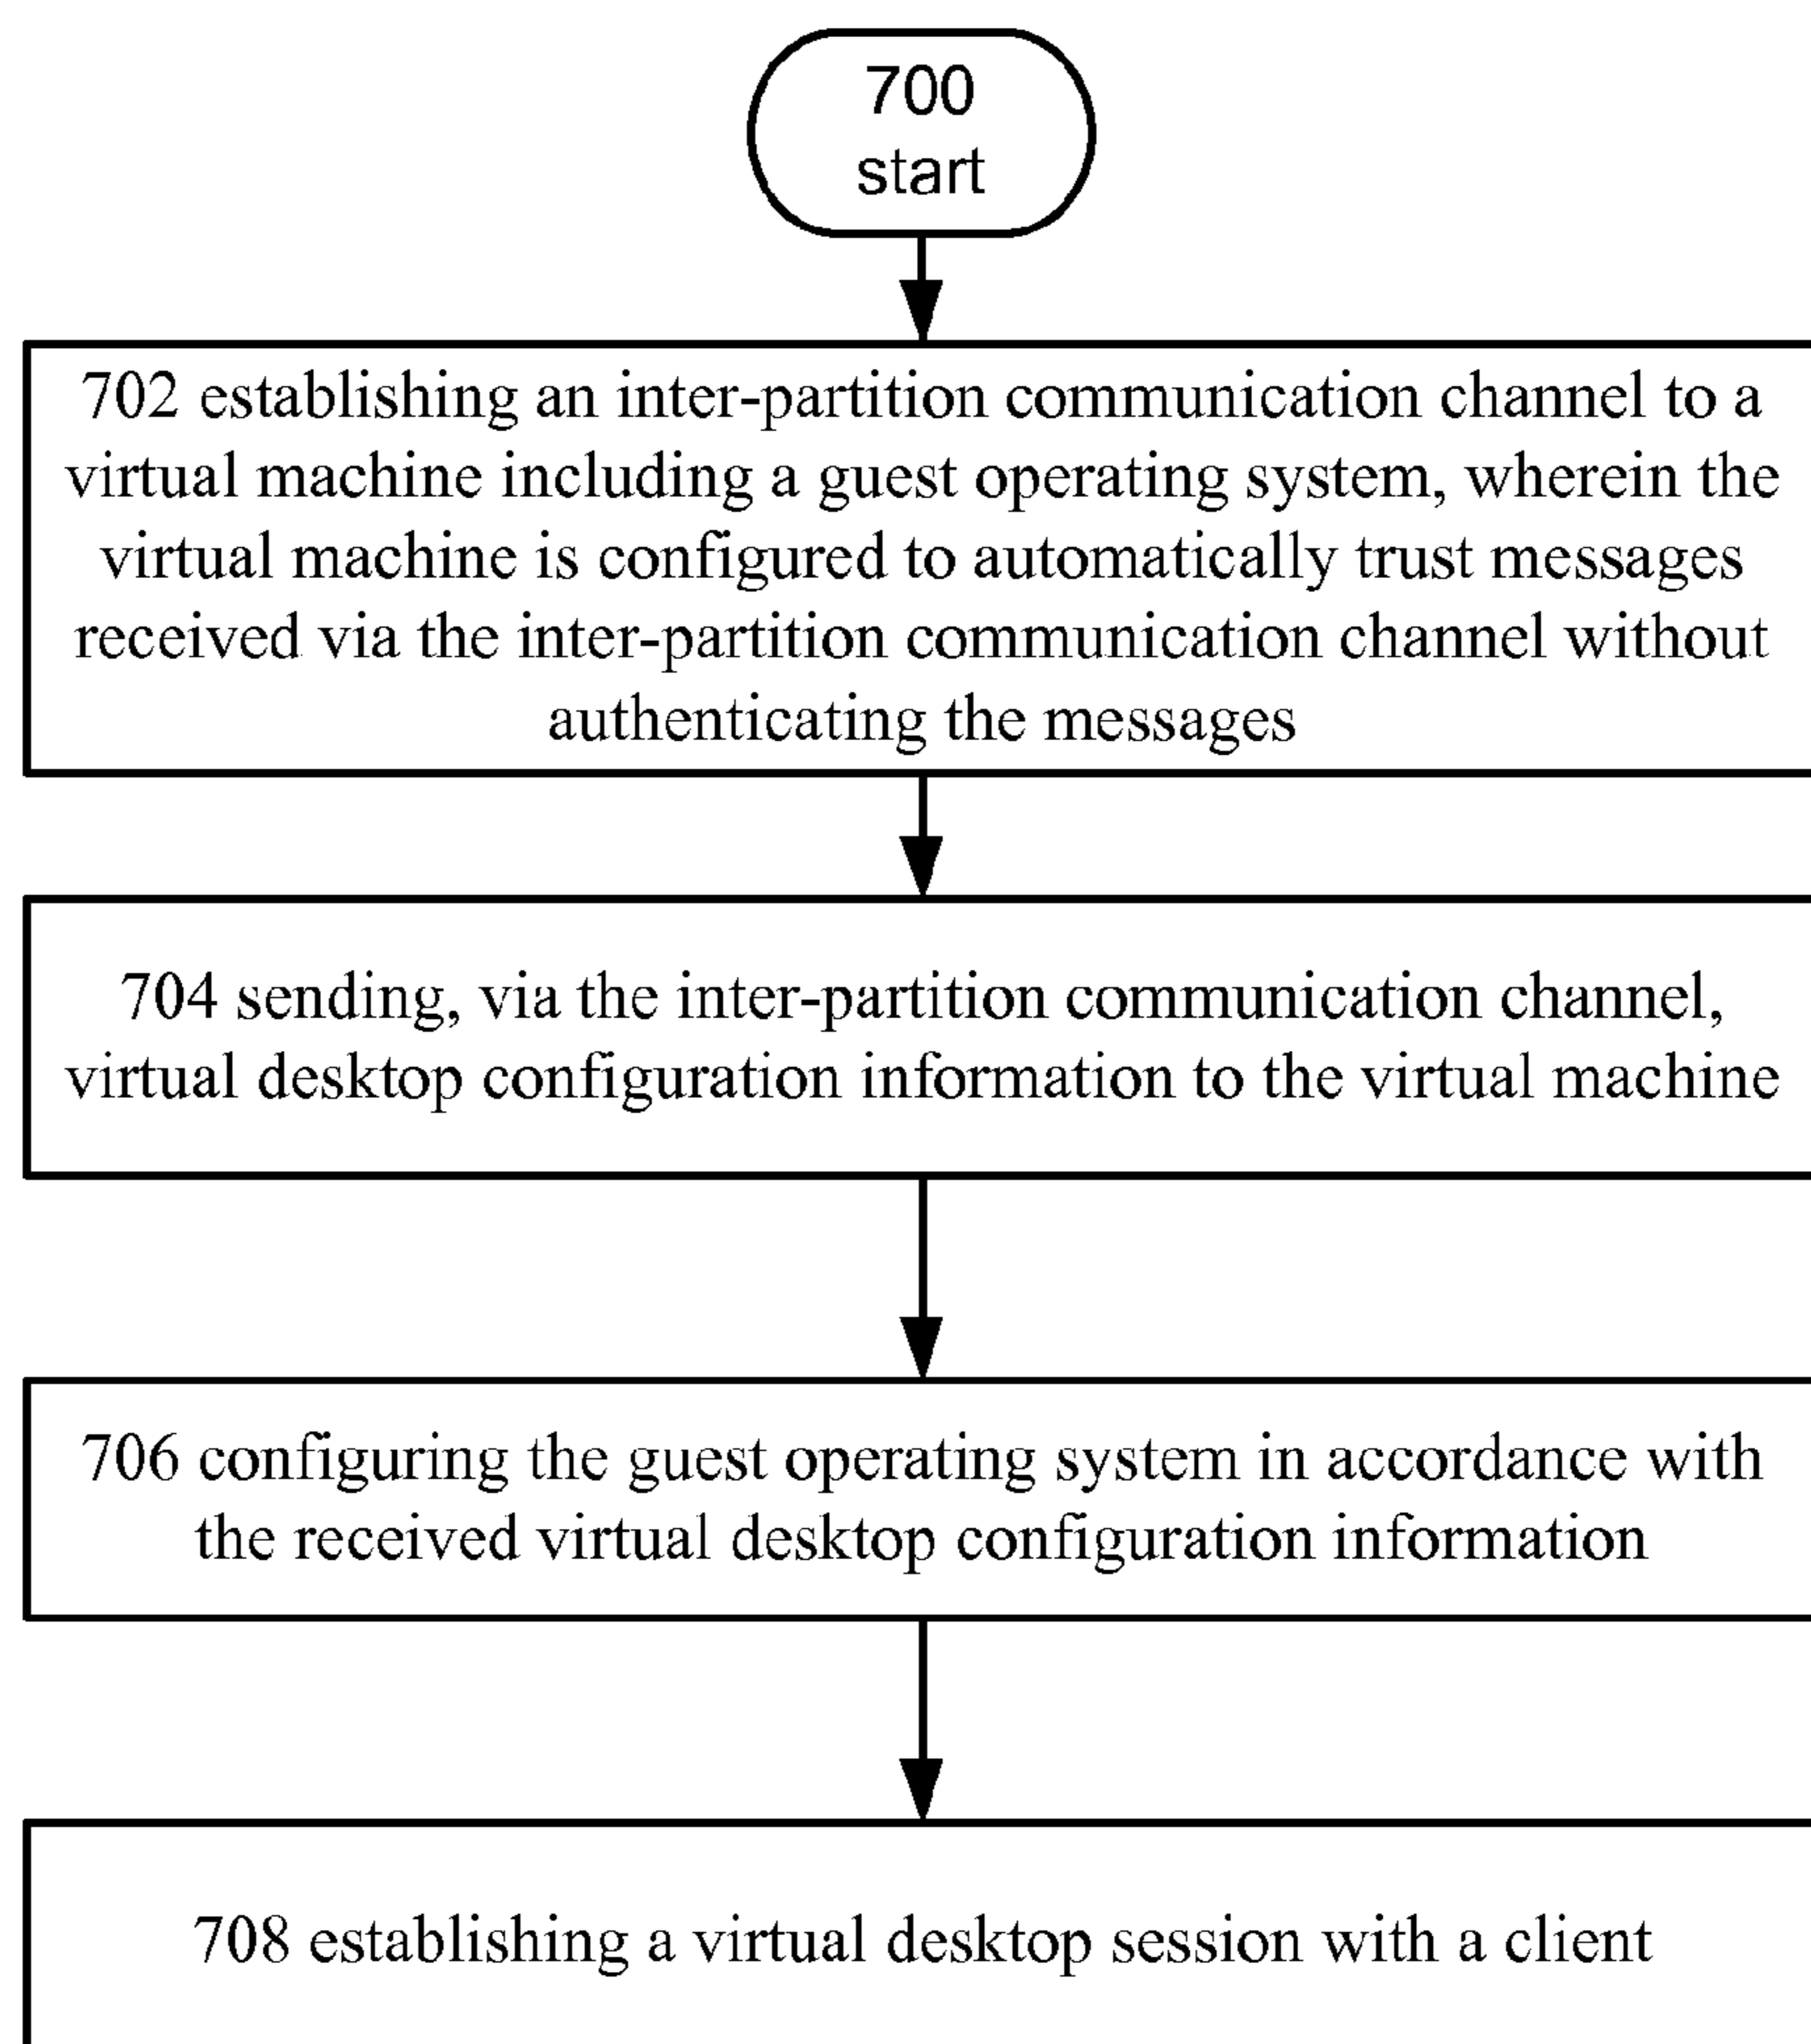 700
start
702 establishing an inter-partition communication channel to a
virtual machine including a guest operating system, wherein the
virtual machine is configured to automatically trust messages
received via the inter-partition communication channel without
authenticating the messages
704 sending, via the inter-partition communication channel,
virtual desktop configuration information to the virtual machine
706 configuring the guest operating system in accordance with
the received virtual desktop configuration information
708 establishing a virtual desktop session with a client